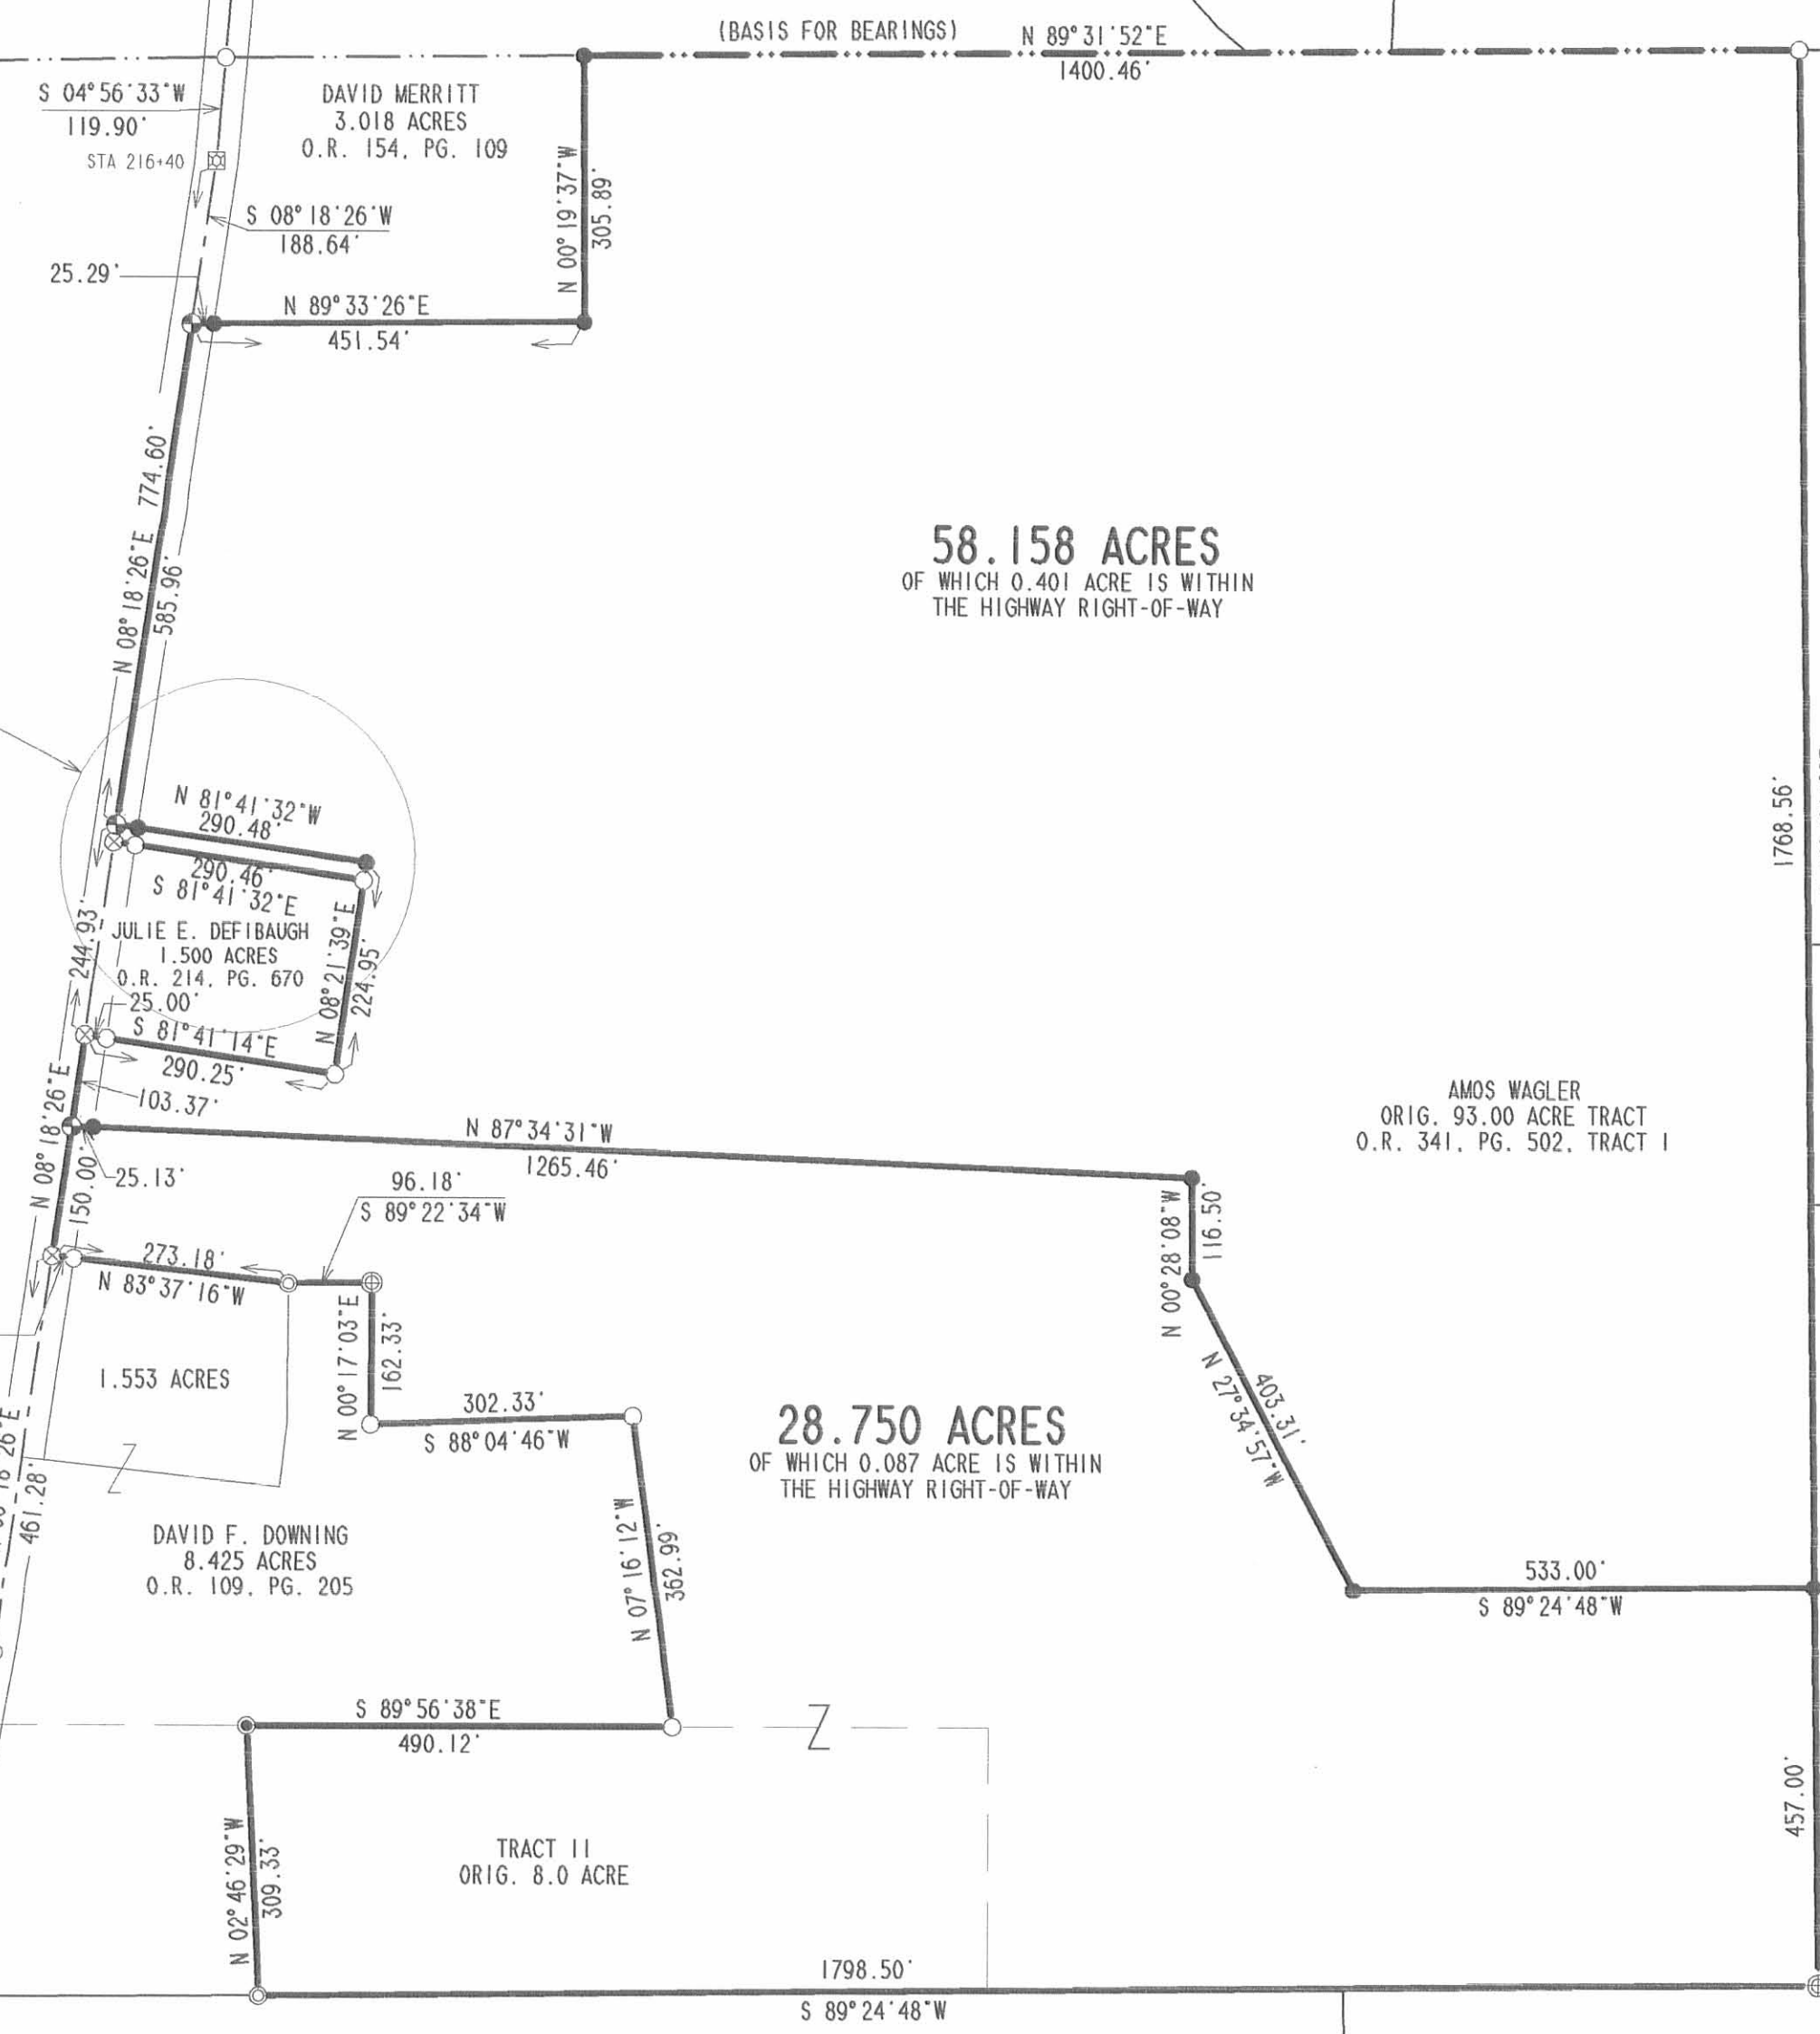 (BASIS FOR BEARINGS)
N 89°31'52"E
1400.46'
S 04°56'33"W
119.90'
STA 216+40
DAVID MERRITT
3.018 ACRES
O.R. 154, PG. 109
N 00°19'37"W
305.89'
S 08°18'26"W
188.64'
25.29'
N 89°33'26"E
451.54'
N 08°18'26"E 774.60'
585.96'
58.158 ACRES
OF WHICH 0.401 ACRE IS WITHIN
THE HIGHWAY RIGHT-OF-WAY
1768.56'
N 81°41'32"W
290.48'
290.46'
S 81°41'32"E
244.93'
JULIE E. DEFIBAUGH
1.500 ACRES
O.R. 214, PG. 670
N 08°21'39"E
224.95'
25.00'
S 81°41'14"E
290.25'
103.37'
N 08°18'26"E
AMOS WAGLER
ORIG. 93.00 ACRE TRACT
O.R. 341, PG. 502, TRACT I
N 87°34'31"W
1265.46'
25.13'
150.00'
96.18'
S 89°22'34"W
N 00°28'08"W
116.50'
273.18'
N 83°37'16"W
N 00°17'03"E
162.33'
1.553 ACRES
N 27°34'57"W
403.31'
302.33'
S 88°04'46"W
28.750 ACRES
OF WHICH 0.087 ACRE IS WITHIN
THE HIGHWAY RIGHT-OF-WAY
26"E
461.28'
DAVID F. DOWNING
8.425 ACRES
O.R. 109, PG. 205
N 07°16'12"W
362.99'
533.00'
S 89°24'48"W
S 89°56'38"E
490.12'
Z
Z
N 02°46'29"W
309.33'
TRACT II
ORIG. 8.0 ACRE
457.00'
1798.50'
S 89°24'48"W